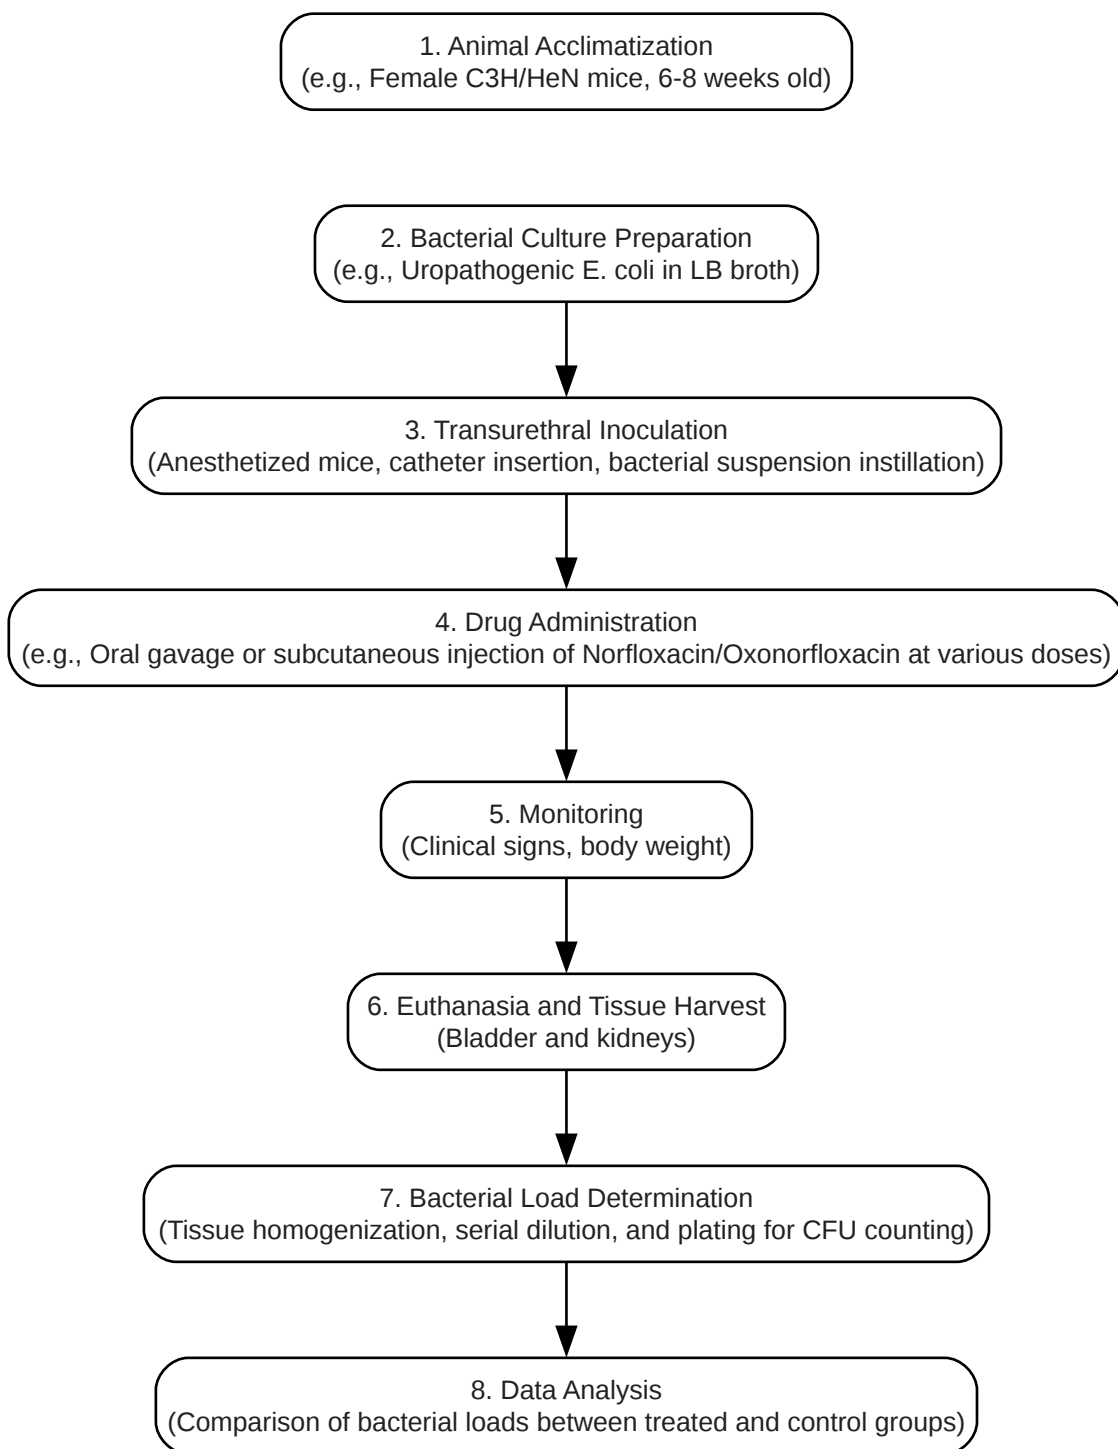 1. Animal Acclimatization
(e.g., Female C3H/HeN mice, 6-8 weeks old)
2. Bacterial Culture Preparation
(e.g., Uropathogenic E. coli in LB broth)
3. Transurethral Inoculation
(Anesthetized mice, catheter insertion, bacterial suspension instillation)
4. Drug Administration
(e.g., Oral gavage or subcutaneous injection of Norfloxacin/Oxonorfloxacin at various doses)
5. Monitoring
(Clinical signs, body weight)
6. Euthanasia and Tissue Harvest
(Bladder and kidneys)
7. Bacterial Load Determination
(Tissue homogenization, serial dilution, and plating for CFU counting)
8. Data Analysis
(Comparison of bacterial loads between treated and control groups)